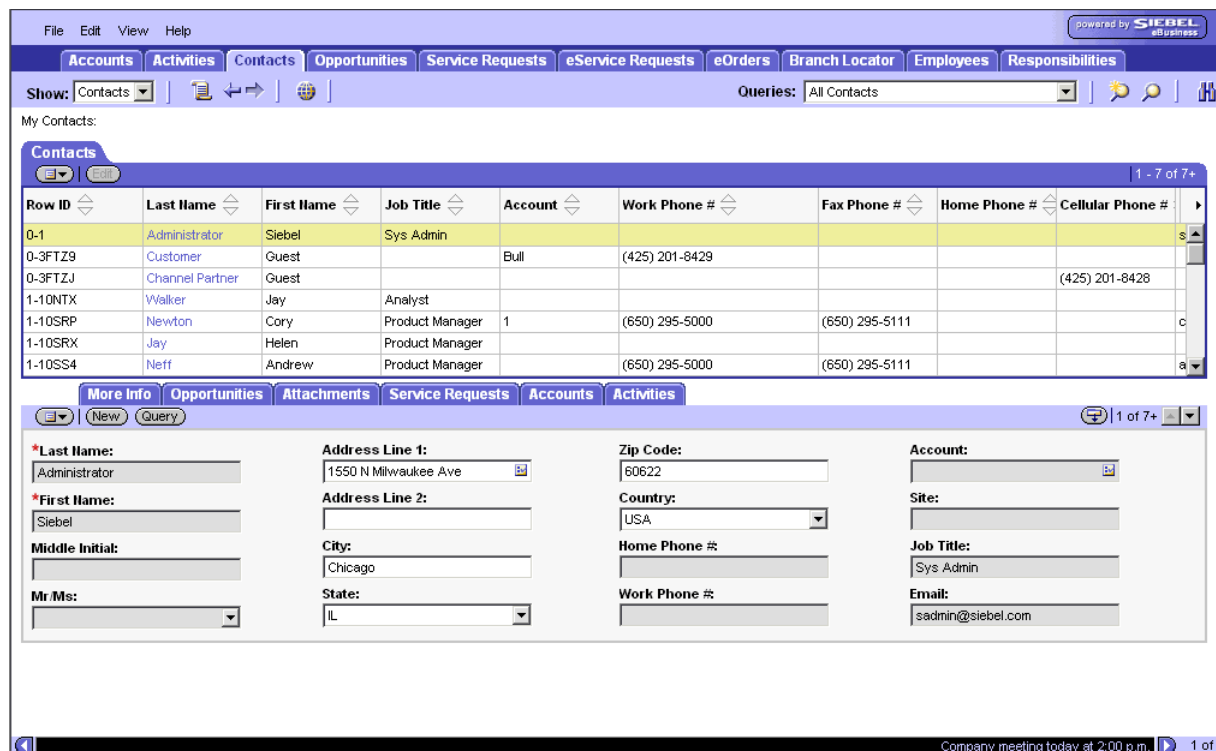 File Edit View Help
powered by SIEBEL
eBusiness
Accounts Activities Contacts Opportunities Service Requests eService Requests eOrders Branch Locator Employees Responsibilities
Show: Contacts Queries: All Contacts
My Contacts:
Contacts
Edit 1 - 7 of 7+
Row ID Last Name First Name Job Title Account Work Phone # Fax Phone # Home Phone # Cellular Phone #
0-1 Administrator Siebel Sys Admin s
0-3FTZ9 Customer Guest Bull (425) 201-8429
0-3FTZJ Channel Partner Guest (425) 201-8428
1-10NTX Walker Jay Analyst
1-10SRP Newton Cory Product Manager 1 (650) 295-5000 (650) 295-5111 c
1-10SRX Jay Helen Product Manager
1-10SS4 Neff Andrew Product Manager (650) 295-5000 (650) 295-5111 a
More Info Opportunities Attachments Service Requests Accounts Activities
New Query 1 of 7+
*Last Name: Address Line 1: Zip Code: Account:
Administrator 1550 N Milwaukee Ave 60622
*First Name: Address Line 2: Country: Site:
Siebel USA
Middle Initial: City: Home Phone #: Job Title:
Chicago Sys Admin
Mr/Ms: State: Work Phone #: Email:
IL sadmin@siebel.com
Company meeting today at 2:00 p.m. 1 of